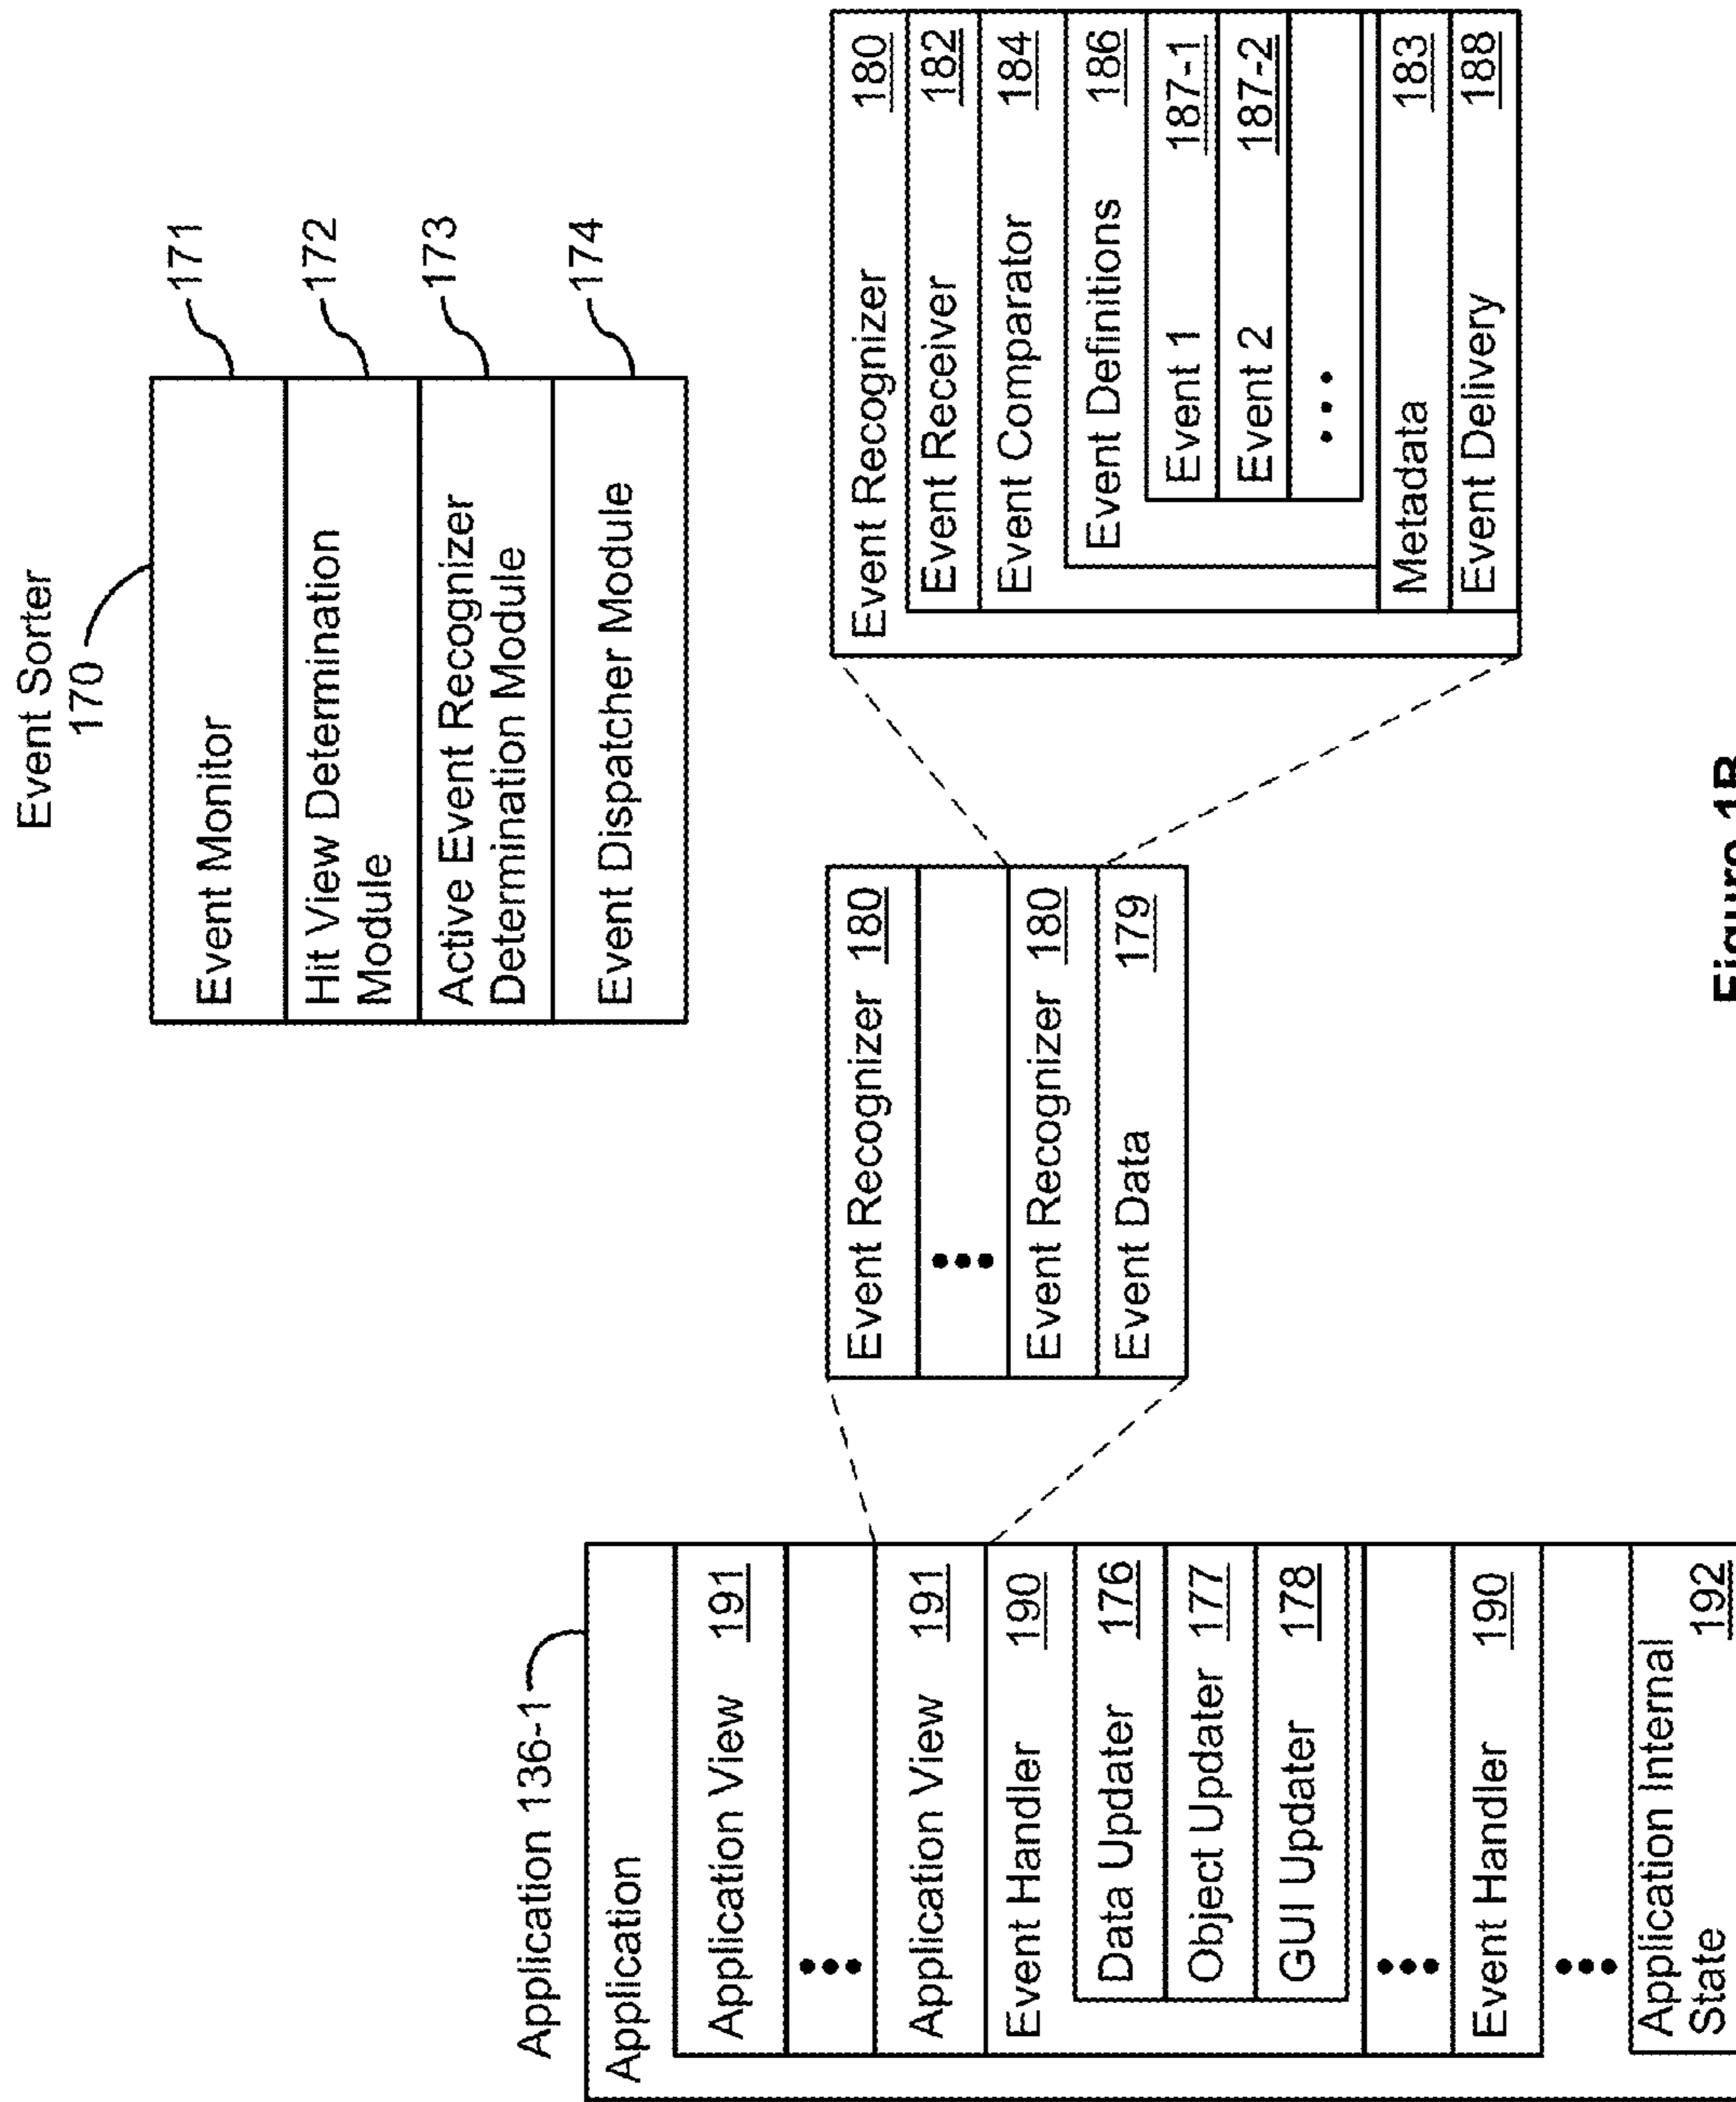 Event Sorter
170
Event Monitor
171
Hit View Determination
Module
172
Active Event Recognizer
Determination Module
173
Event Dispatcher Module
174
Application 136-1
Application
Application View 191
•••
Application View 191
Event Handler 190
Data Updater 176
Object Updater 177
GUI Updater 178
•••
Event Handler 190
•••
Application Internal
State 192
Event Recognizer 180
•••
Event Recognizer 180
Event Data 179
Event Recognizer 180
Event Receiver 182
Event Comparator 184
Event Definitions 186
Event 1 187-1
Event 2 187-2
•••
Metadata 183
Event Delivery 188
Figure 1B